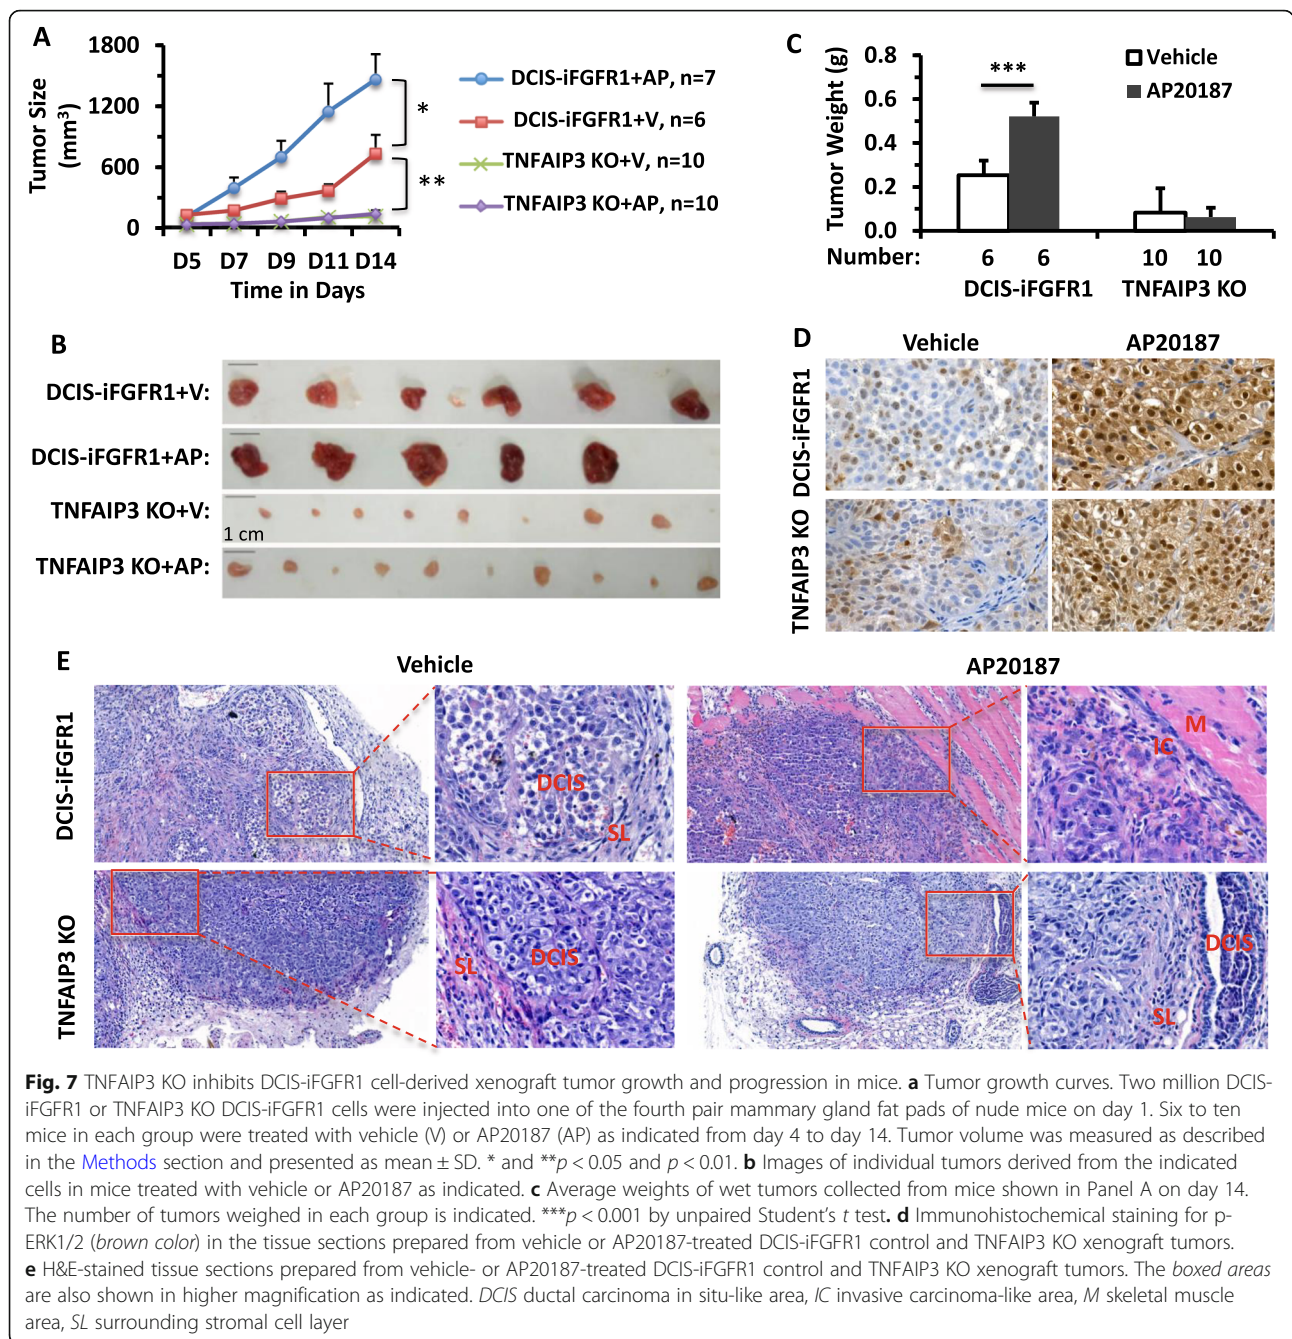 A
1800
1200
600
0
Tumor Size
(mm³)
D5 D7 D9 D11 D14
Time in Days
*
**
DCIS-iFGFR1+AP, n=7
DCIS-iFGFR1+V, n=6
TNFAIP3 KO+V, n=10
TNFAIP3 KO+AP, n=10
C
Tumor Weight (g)
0.8
0.6
0.4
0.2
0.0
***
Vehicle
AP20187
Number: 6 6 10 10
DCIS-iFGFR1 TNFAIP3 KO
B
DCIS-iFGFR1+V:
DCIS-iFGFR1+AP:
TNFAIP3 KO+V:
1 cm
TNFAIP3 KO+AP:
D
Vehicle AP20187
DCIS-iFGFR1
TNFAIP3 KO
E
Vehicle AP20187
DCIS-iFGFR1
DCIS
SL
M
IC
TNFAIP3 KO
SL
DCIS
DCIS
SL
Fig. 7 TNFAIP3 KO inhibits DCIS-iFGFR1 cell-derived xenograft tumor growth and progression in mice. a Tumor growth curves. Two million DCIS-
iFGFR1 or TNFAIP3 KO DCIS-iFGFR1 cells were injected into one of the fourth pair mammary gland fat pads of nude mice on day 1. Six to ten
mice in each group were treated with vehicle (V) or AP20187 (AP) as indicated from day 4 to day 14. Tumor volume was measured as described
in the Methods section and presented as mean ± SD. * and **p < 0.05 and p < 0.01. b Images of individual tumors derived from the indicated
cells in mice treated with vehicle or AP20187 as indicated. c Average weights of wet tumors collected from mice shown in Panel A on day 14.
The number of tumors weighed in each group is indicated. ***p < 0.001 by unpaired Student's t test. d Immunohistochemical staining for p-
ERK1/2 (brown color) in the tissue sections prepared from vehicle or AP20187-treated DCIS-iFGFR1 control and TNFAIP3 KO xenograft tumors.
e H&E-stained tissue sections prepared from vehicle- or AP20187-treated DCIS-iFGFR1 control and TNFAIP3 KO xenograft tumors. The boxed areas
are also shown in higher magnification as indicated. DCIS ductal carcinoma in situ-like area, IC invasive carcinoma-like area, M skeletal muscle
area, SL surrounding stromal cell layer